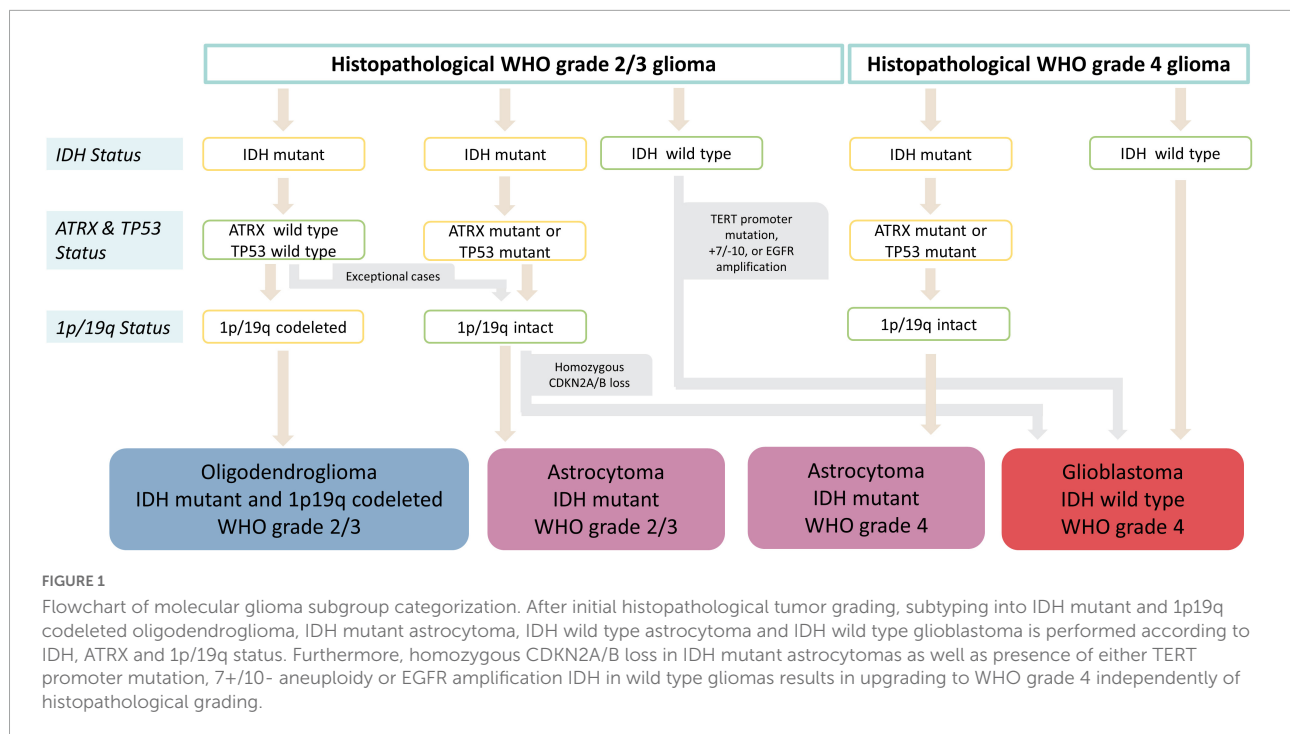 Histopathological WHO grade 2/3 glioma
Histopathological WHO grade 4 glioma
IDH Status
IDH mutant
IDH mutant
IDH wild type
IDH mutant
IDH wild type
ATRX & TP53
Status
ATRX wild type
TP53 wild type
ATRX mutant or
TP53 mutant
TERT promoter
mutation,
+7/-10, or EGFR
amplification
ATRX mutant or
TP53 mutant
Exceptional cases
1p/19q Status
1p/19q codeleted
1p/19q intact
1p/19q intact
Homozygous
CDKN2A/B loss
Oligodendroglioma
IDH mutant and 1p19q codeleted
WHO grade 2/3
Astrocytoma
IDH mutant
WHO grade 2/3
Astrocytoma
IDH mutant
WHO grade 4
Glioblastoma
IDH wild type
WHO grade 4
FIGURE 1
Flowchart of molecular glioma subgroup categorization. After initial histopathological tumor grading, subtyping into IDH mutant and 1p19q
codeleted oligodendroglioma, IDH mutant astrocytoma, IDH wild type astrocytoma and IDH wild type glioblastoma is performed according to
IDH, ATRX and 1p/19q status. Furthermore, homozygous CDKN2A/B loss in IDH mutant astrocytomas as well as presence of either TERT
promoter mutation, 7+/10- aneuploidy or EGFR amplification IDH in wild type gliomas results in upgrading to WHO grade 4 independently of
histopathological grading.